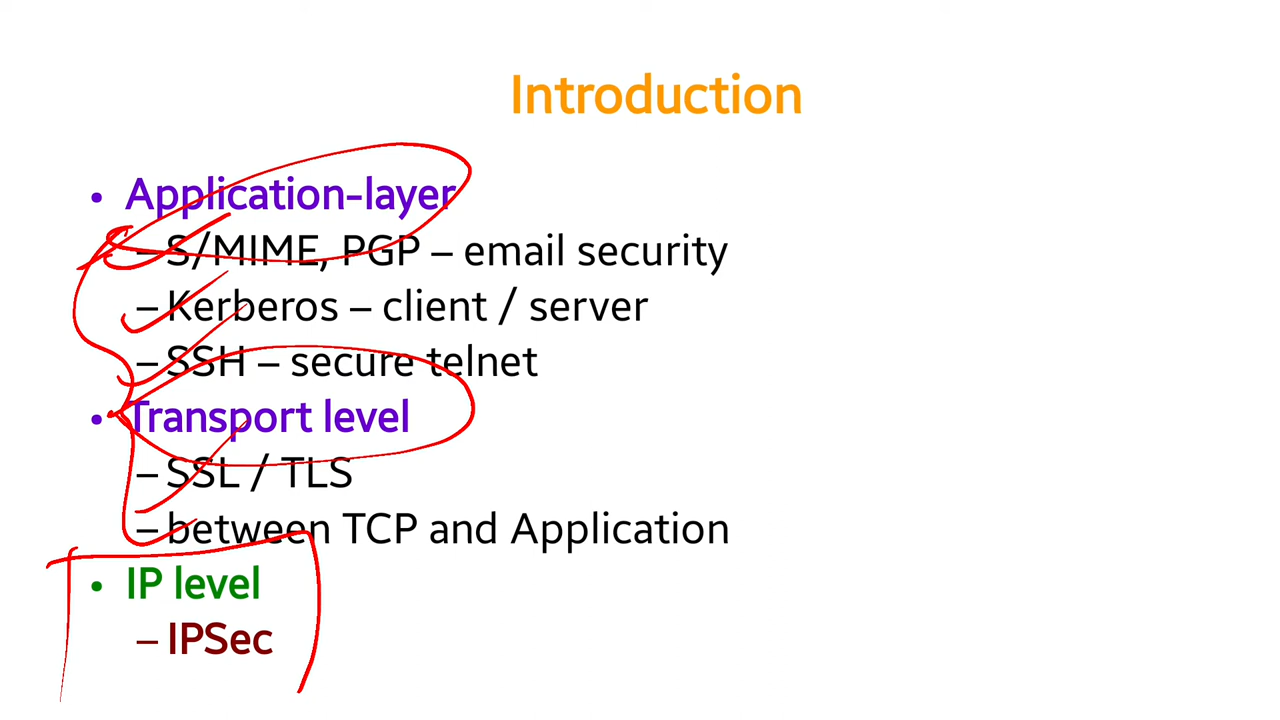 Introduction
• Application-layer
– S/MIME, PGP – email security
– Kerberos – client / server
– SSH – secure telnet
• Transport level
– SSL / TLS
– between TCP and Application
• IP level
– IPSec